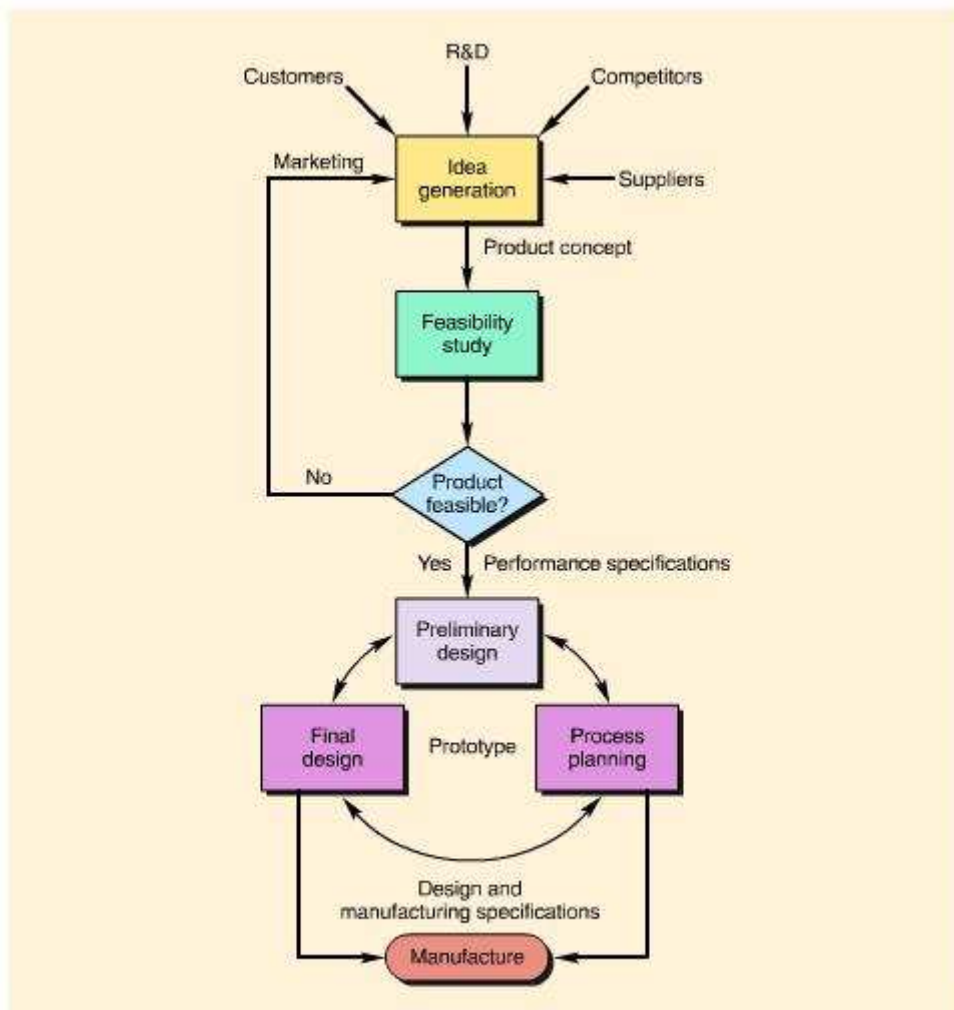 R&D
Customers
Competitors
Marketing
Idea
generation
Suppliers
Product concept
Feasibility
study
No
Product
feasible?
Yes
Performance specifications
Preliminary
design
Final
design
Prototype
Process
planning
Design and
manufacturing specifications
Manufacture